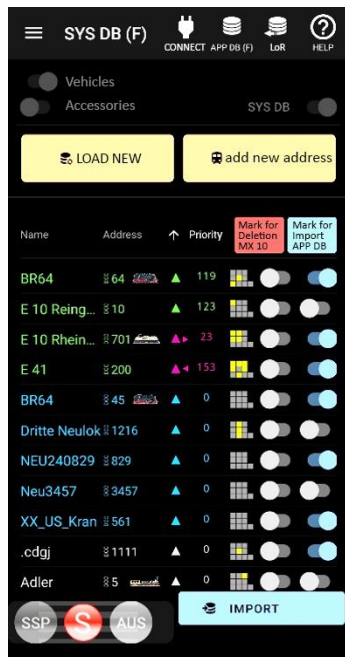 SYS DB (F)
CONNECT APP DB (F) LoR HELP
Vehicles
Accessories SYS DB
LOAD NEW add new address
Name Address Priority Mark for Deletion MX 10 Mark for Import APP DB
BR64 64 119
E 10 Reing... 10 123
E 10 Rhein... 701 23
E 41 200 153
BR64 45 0
Dritte Neulok 1216 0
NEU240829 829 0
Neu3457 3457 0
XX_US_Kran 561 0
.cdgj 1111 0
Adler 5 0
IMPORT
SSP S AUS